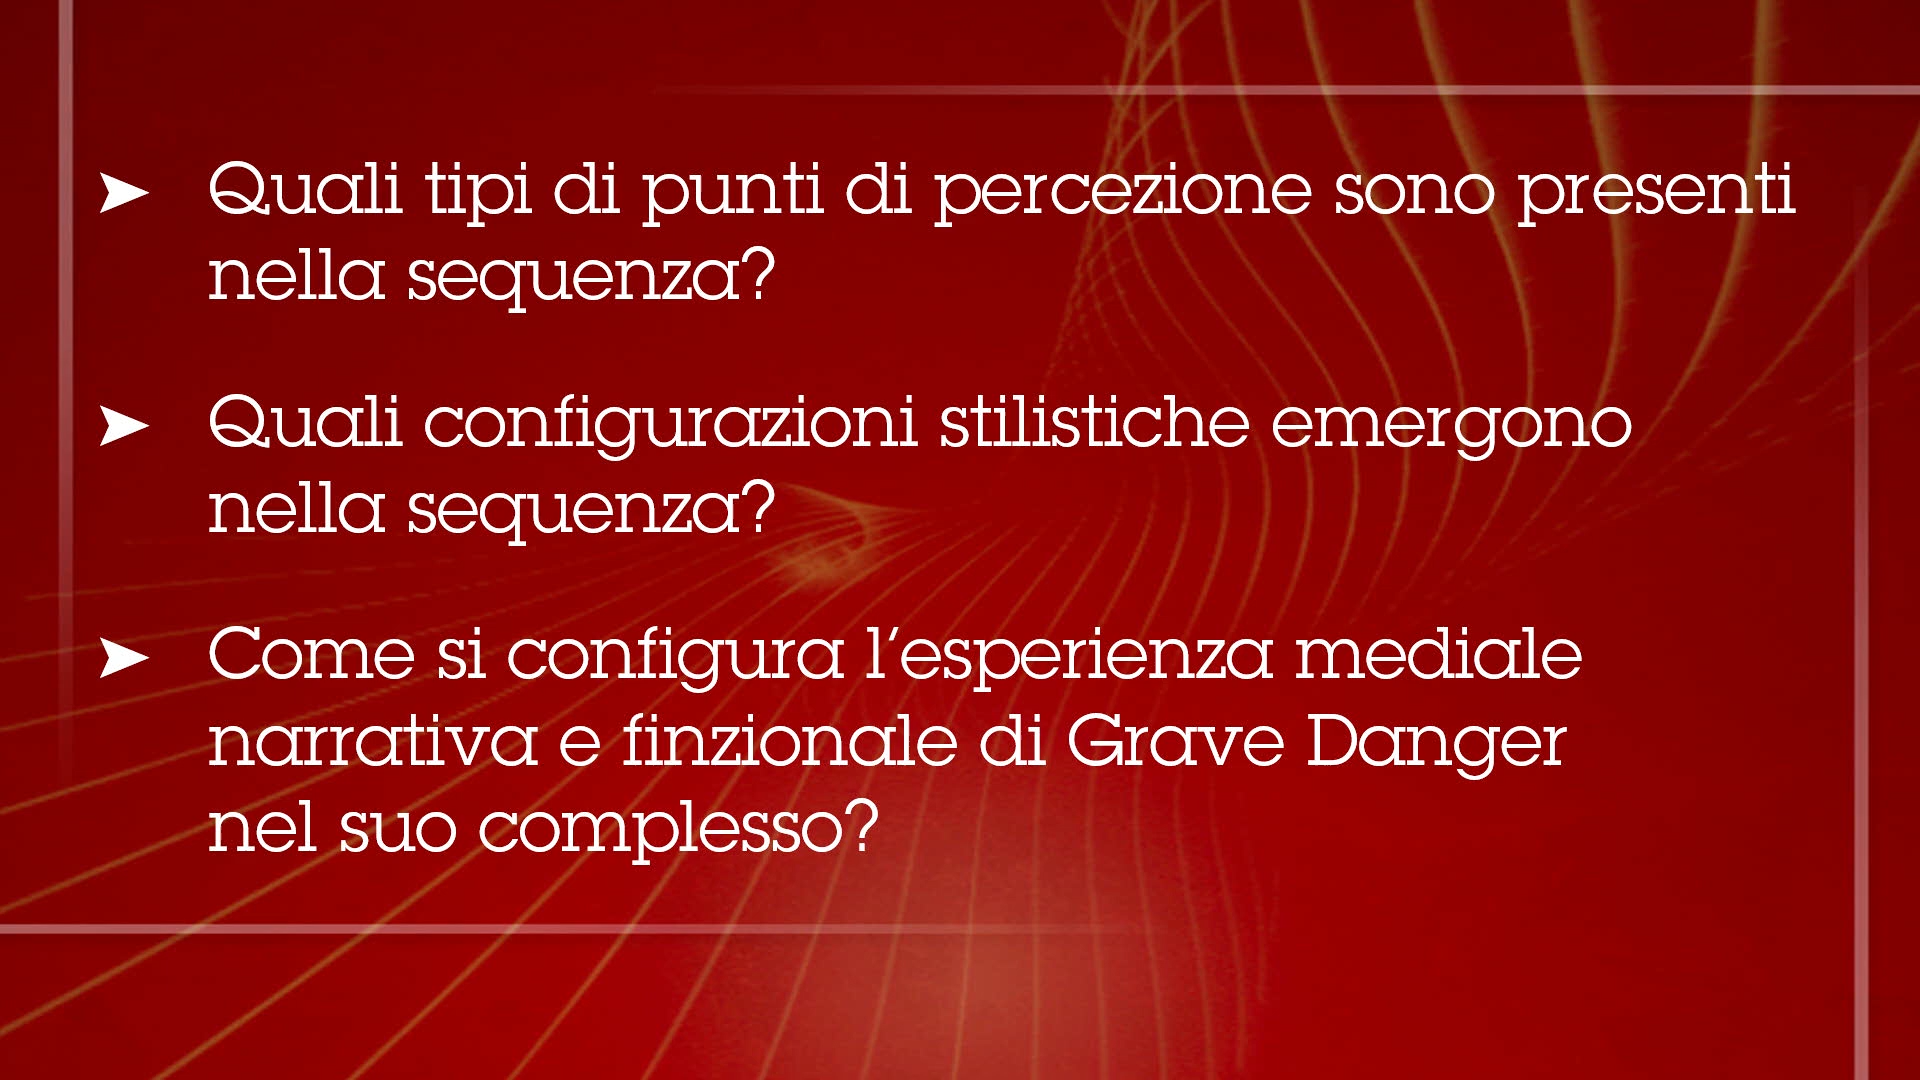 ➤ Quali tipi di punti di percezione sono presenti
nella sequenza?
➤ Quali configurazioni stilistiche emergono
nella sequenza?
➤ Come si configura l’esperienza mediale
narrativa e finzionale di Grave Danger
nel suo complesso?